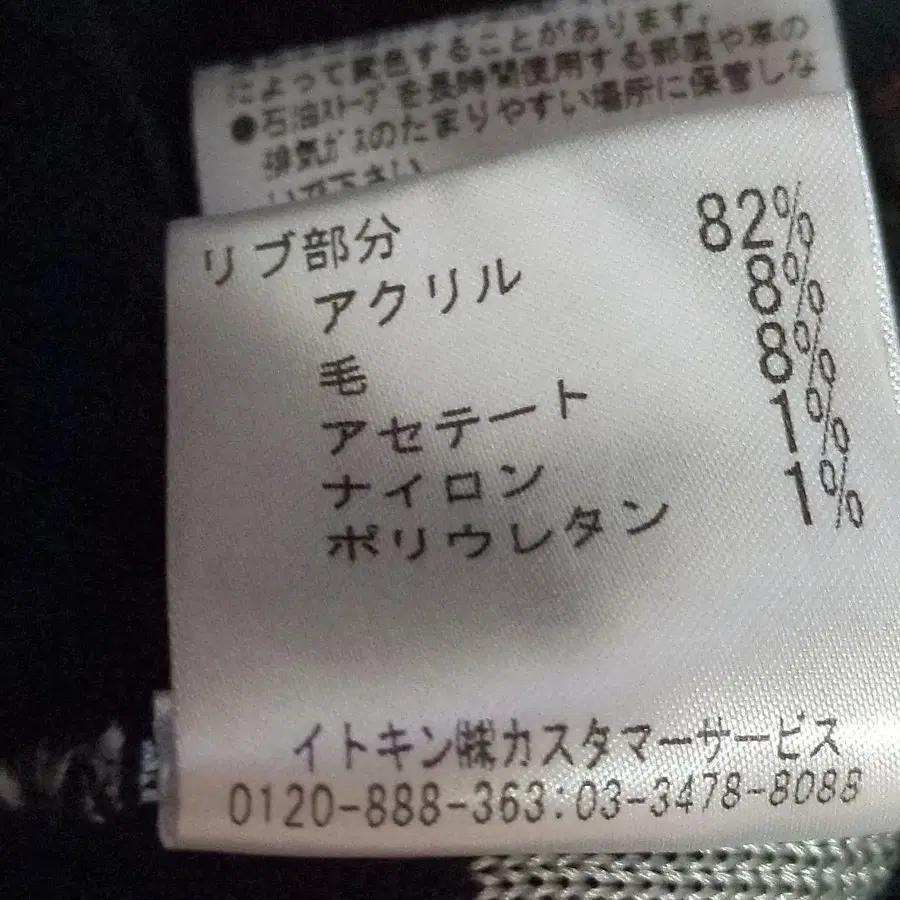 によって変色することがあります。
●石油ストーブを長時間使用する部屋や車の
排気ガスのたまりやすい場所に保管しな
いで下さい
リブ部分
アクリル 82%
毛 8%
アセテート 8%
ナイロン 1%
ポリウレタン 1%
イトキン㈱カスタマーサービス
0120-888-363:03-3478-8088